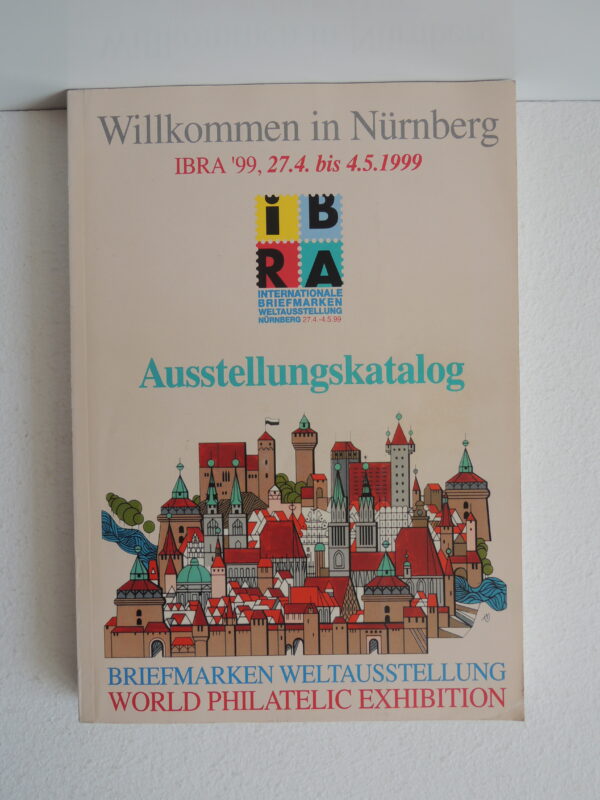 Willkommen in Nürnberg
IBRA '99, 27.4. bis 4.5.1999
iB
RA
INTERNATIONALE
BRIEFMARKEN
WELTAUSSTELLUNG
NÜRNBERG 27.4.-4.5.99
Ausstellungskatalog
BRIEFMARKEN WELTAUSSTELLUNG
WORLD PHILATELIC EXHIBITION